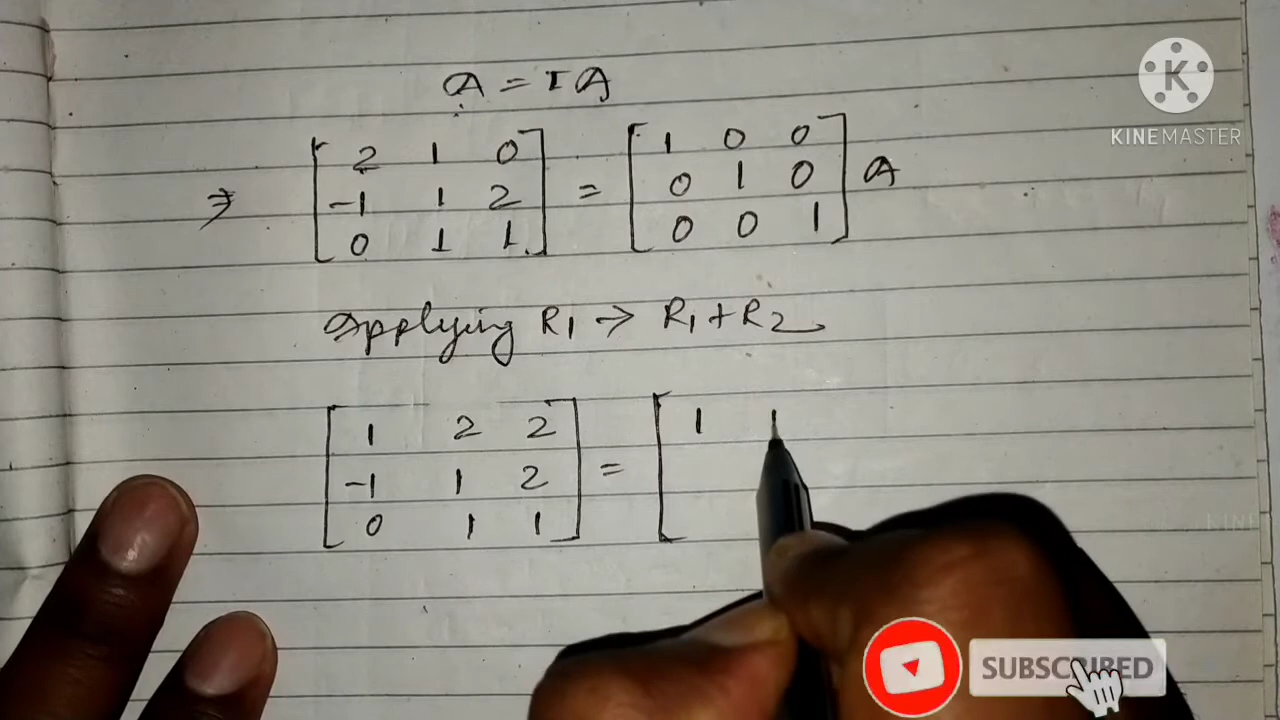 A = IA
KINEMASTER
⇒ [2 1 0; -1 1 2; 0 1 1] = [1 0 0; 0 1 0; 0 0 1] A
Applying R1 → R1 + R2
[1 2 2; -1 1 2; 0 1 1] = [1 1
SUBSCRIBED